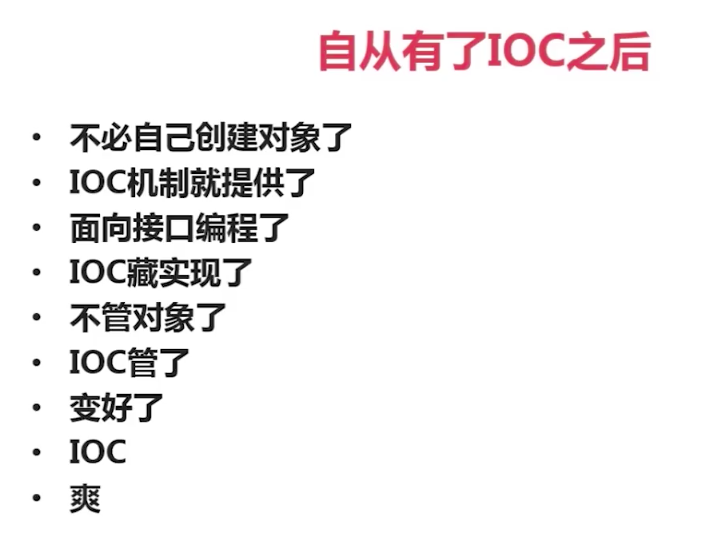 自从有了IOC之后
• 不必自己创建对象了
• IOC机制就提供了
• 面向接口编程了
• IOC藏实现了
• 不管对象了
• IOC管了
• 变好了
• IOC
• 爽